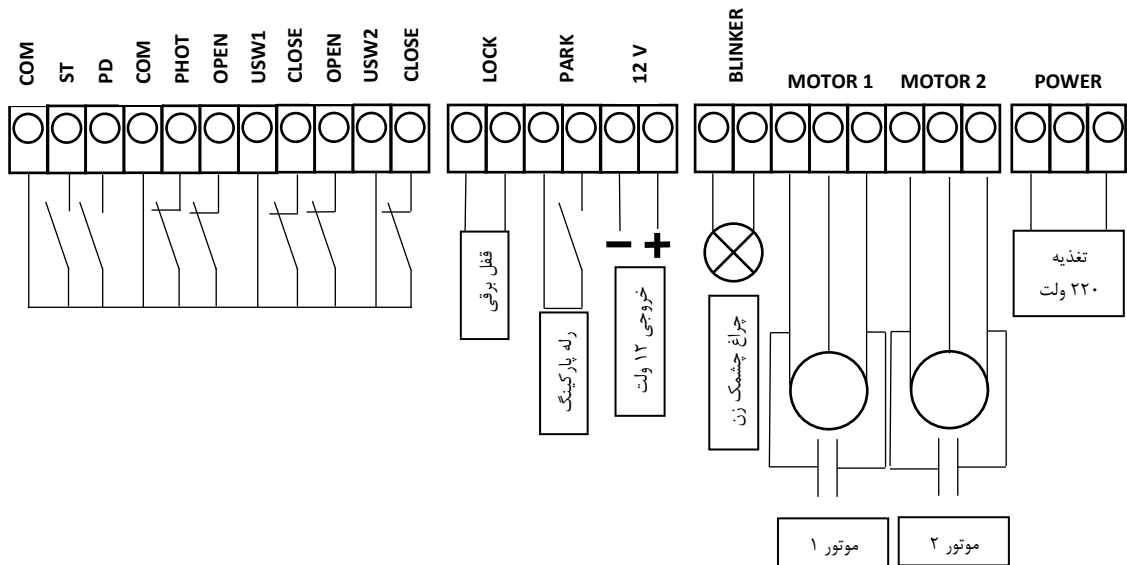 COM
ST
PD
COM
PHOT
OPEN
USW1
CLOSE
OPEN
USW2
CLOSE
LOCK
PARK
12 V
BLINKER
MOTOR 1
MOTOR 2
POWER
قفل برقی
رله پارکینگ
خروجی ۱۲ ولت
چراغ چشمک زن
تغذیه
۲۲۰ ولت
موتور ۱
موتور ۲